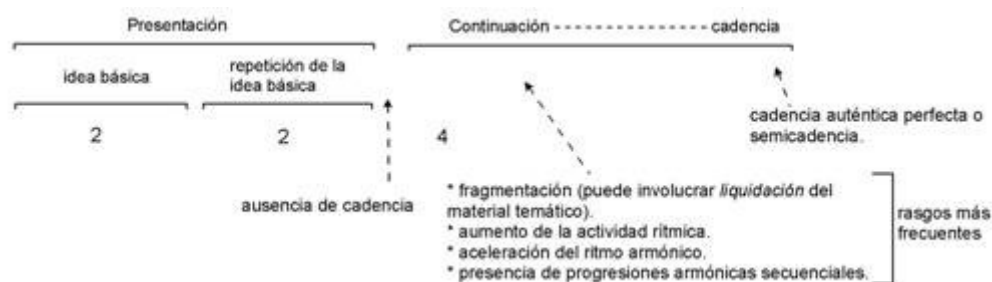 Presentación
Continuación - - - - - - - - - - - - - - - cadencia
idea básica
repetición de la
idea básica
2
2
4
cadencia auténtica perfecta o
semicadencia.
ausencia de cadencia
* fragmentación (puede involucrar liquidación del
material temático).
* aumento de la actividad rítmica.
* aceleración del ritmo armónico.
* presencia de progresiones armónicas secuenciales.
rasgos más
frecuentes